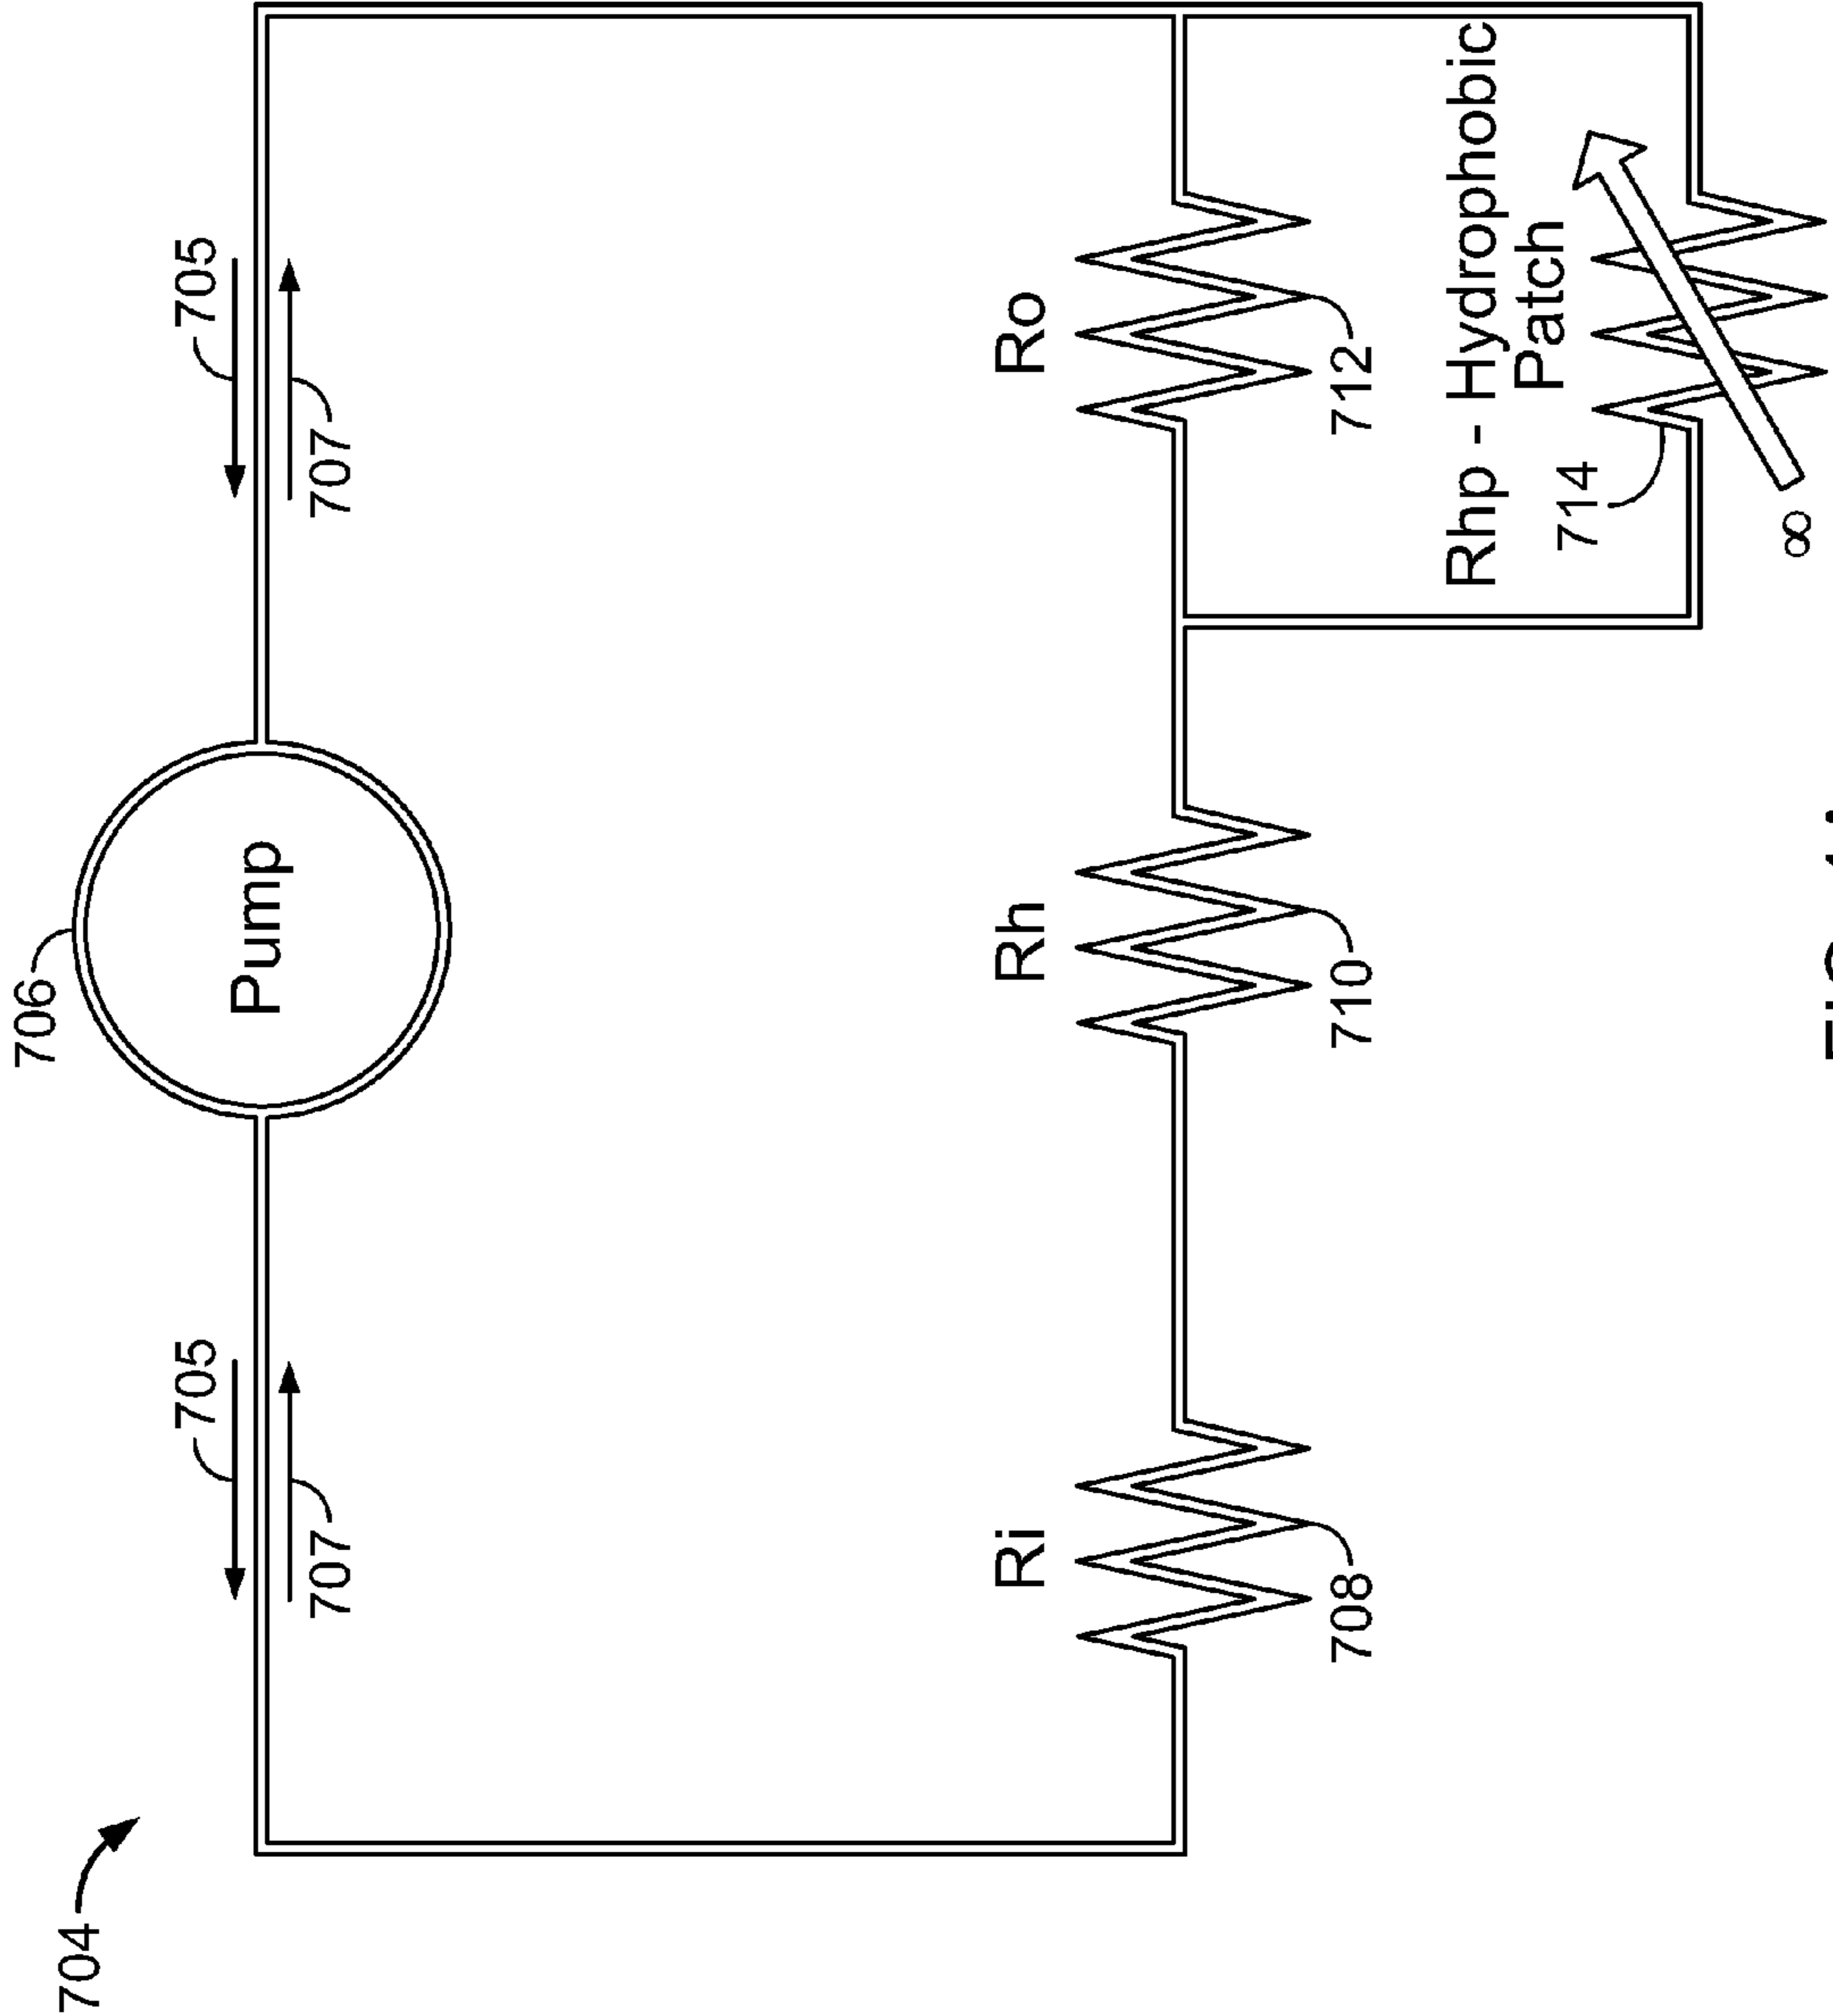 706
704
705
705
Pump
707
707
Ri
Rh
Ro
708
710
712
Rhp - Hydrophobic
Patch
714
∞